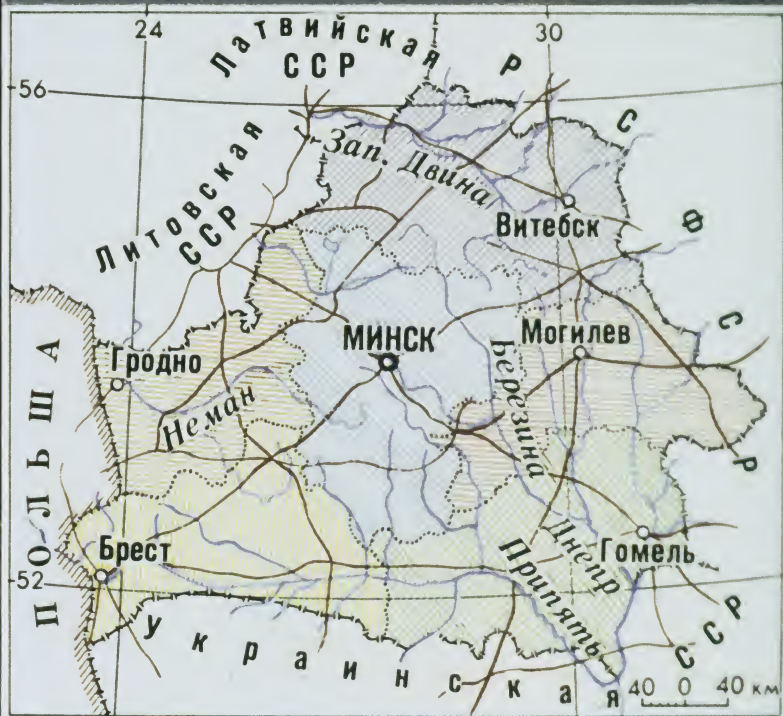 24
30
56
Латвийская
ССР
РСФСР
Литовская
ССР
Зап. Двина
Витебск
ПОЛЬША
Гродно
МИНСК
Могилев
Березина
Неман
52
Брест
Днепр
Припять
Гомель
Украинская ССР
40 0 40 км